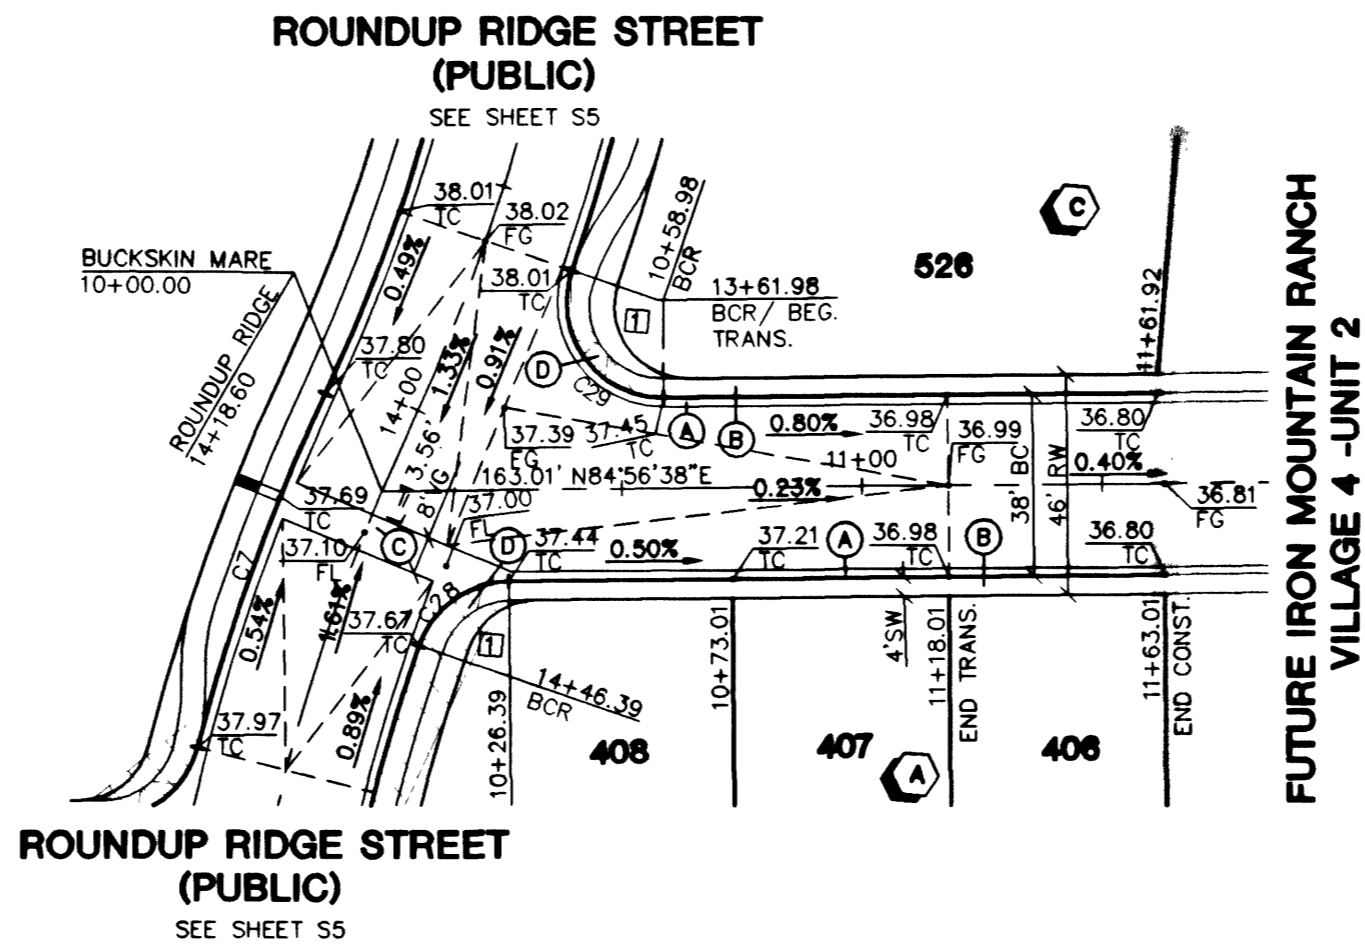 ROUNDUP RIDGE STREET
(PUBLIC)
SEE SHEET S5
38.01
TC
38.02
FG
BUCKSKIN MARE
10+00.00
0.49%
38.01
TC
10+58.98
BCR
13+61.98
BCR/ BEG.
TRANS.
1
526
C
11+61.92
ROUNDUP RIDGE
14+18.60
37.80
TC
14+00
1.33%
0.91%
D
C29
37.39
FG
37.45
TC
A
B
0.80%
36.98
TC
36.99
FG
36.80
TC
11+00
38' BC
46' RW
0.40%
3.56'
8' VG
163.01' N84°56'38"E
0.23%
36.81
FG
37.69
TC
37.00
FL
37.10
FL
C
D
37.44
TC
0.50%
37.21
TC
A
36.98
TC
B
36.80
TC
C7
0.54%
1.61%
C28
37.67
TC
1
14+46.39
BCR
10+26.39
10+73.01
4'SW
11+18.01
END TRANS.
11+63.01
END CONST.
37.97
TC
0.89%
408
407
406
A
FUTURE IRON MOUNTAIN RANCH
VILLAGE 4 -UNIT 2
ROUNDUP RIDGE STREET
(PUBLIC)
SEE SHEET S5